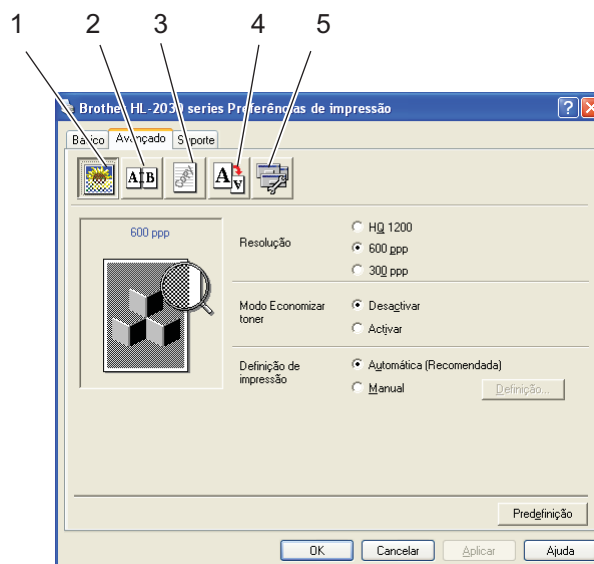 1 2 3 4 5
Brother HL-2030 series Preferências de impressão
Básico Avançado Suporte
A B
A V
600 ppp
Resolução
HQ 1200
600 ppp
300 ppp
Modo Economizar
toner
Desactivar
Activar
Definição de
impressão
Automática (Recomendada)
Manual
Definição...
Predefinição
OK Cancelar Aplicar Ajuda